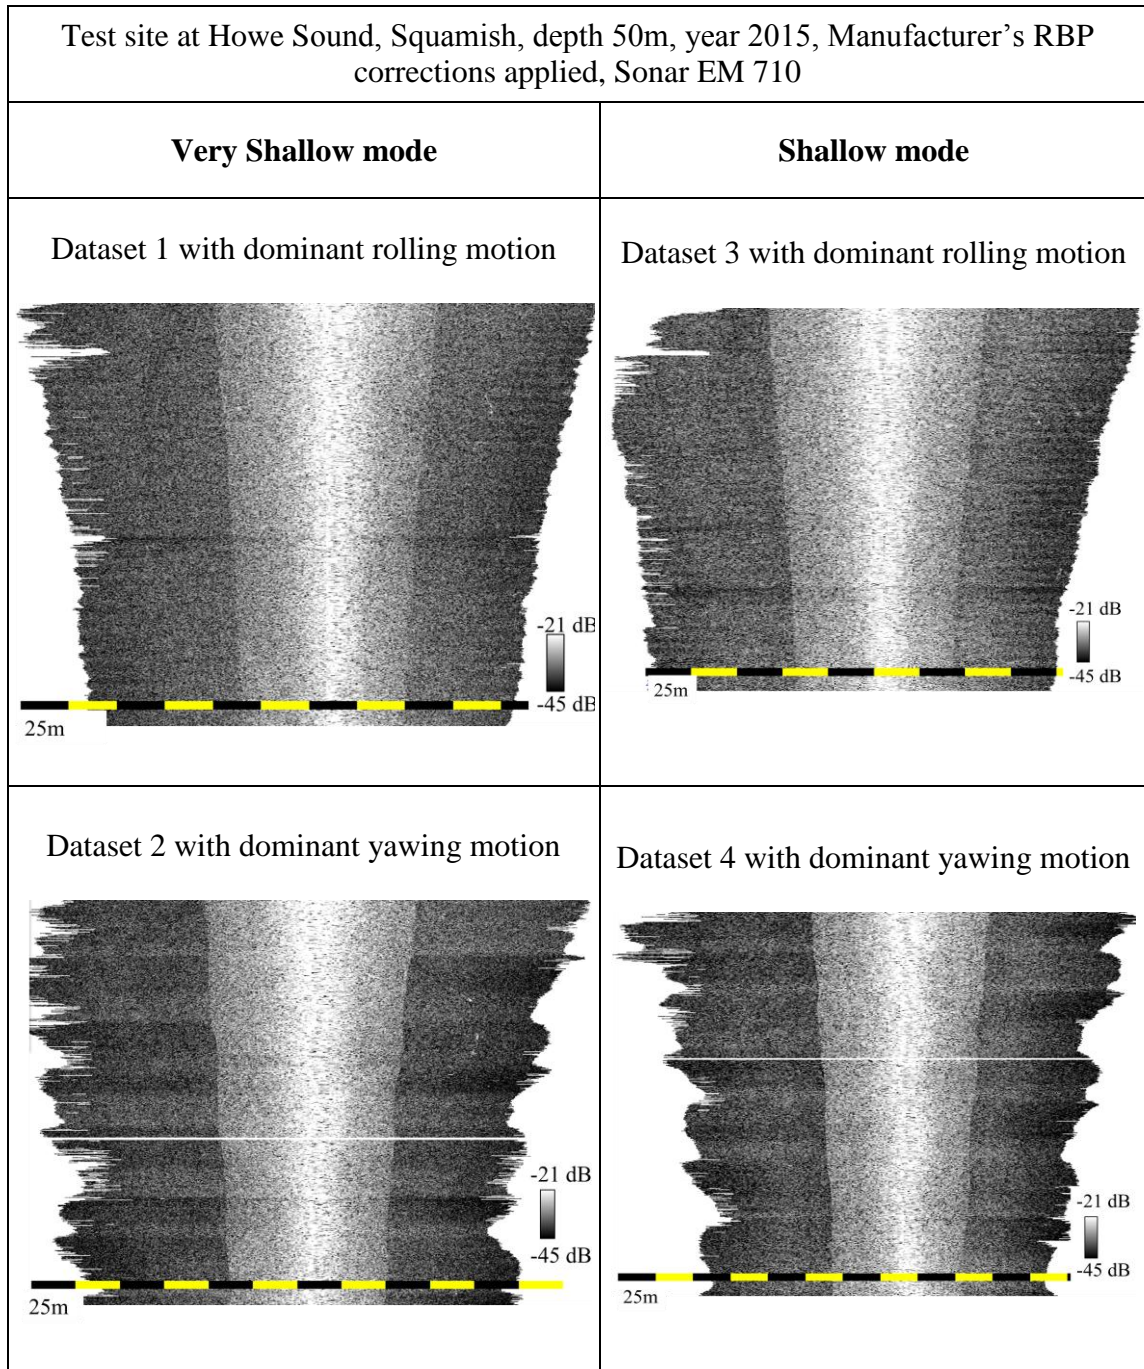 Test site at Howe Sound, Squamish, depth 50m, year 2015, Manufacturer's RBP
corrections applied, Sonar EM 710
Very Shallow mode
Shallow mode
Dataset 1 with dominant rolling motion
-21 dB
-45 dB
25m
Dataset 3 with dominant rolling motion
-21 dB
-45 dB
25m
Dataset 2 with dominant yawing motion
-21 dB
-45 dB
25m
Dataset 4 with dominant yawing motion
-21 dB
-45 dB
25m